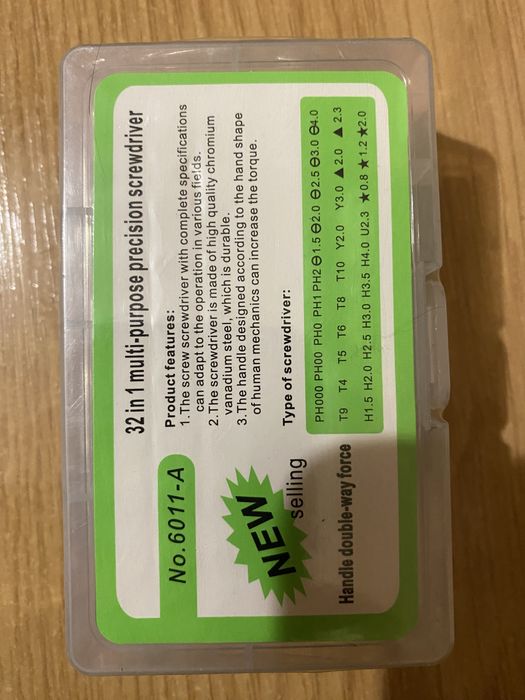 No.6011-A
32 in 1 multi-purpose precision screwdriver
Product features:
1. The screw screwdriver with complete specifications
can adapt to the operation in various fields.
2. The screwdriver is made of high quality chromium
vanadium steel, which is durable.
3. The handle designed according to the hand shape
of human mechanics can increase the torque.
NEW
selling
Type of screwdriver:
Handle double-way force
PH000 PH00 PH0 PH1 PH2 ⊖1.5 ⊖2.0 ⊖2.5 ⊖3.0 ⊖4.0
T9 T4 T5 T6 T8 T10 Y2.0 Y3.0 ▲2.0 ▲2.3
H1.5 H2.0 H2.5 H3.0 H3.5 H4.0 U2.3 ★0.8 ★1.2 ★2.0